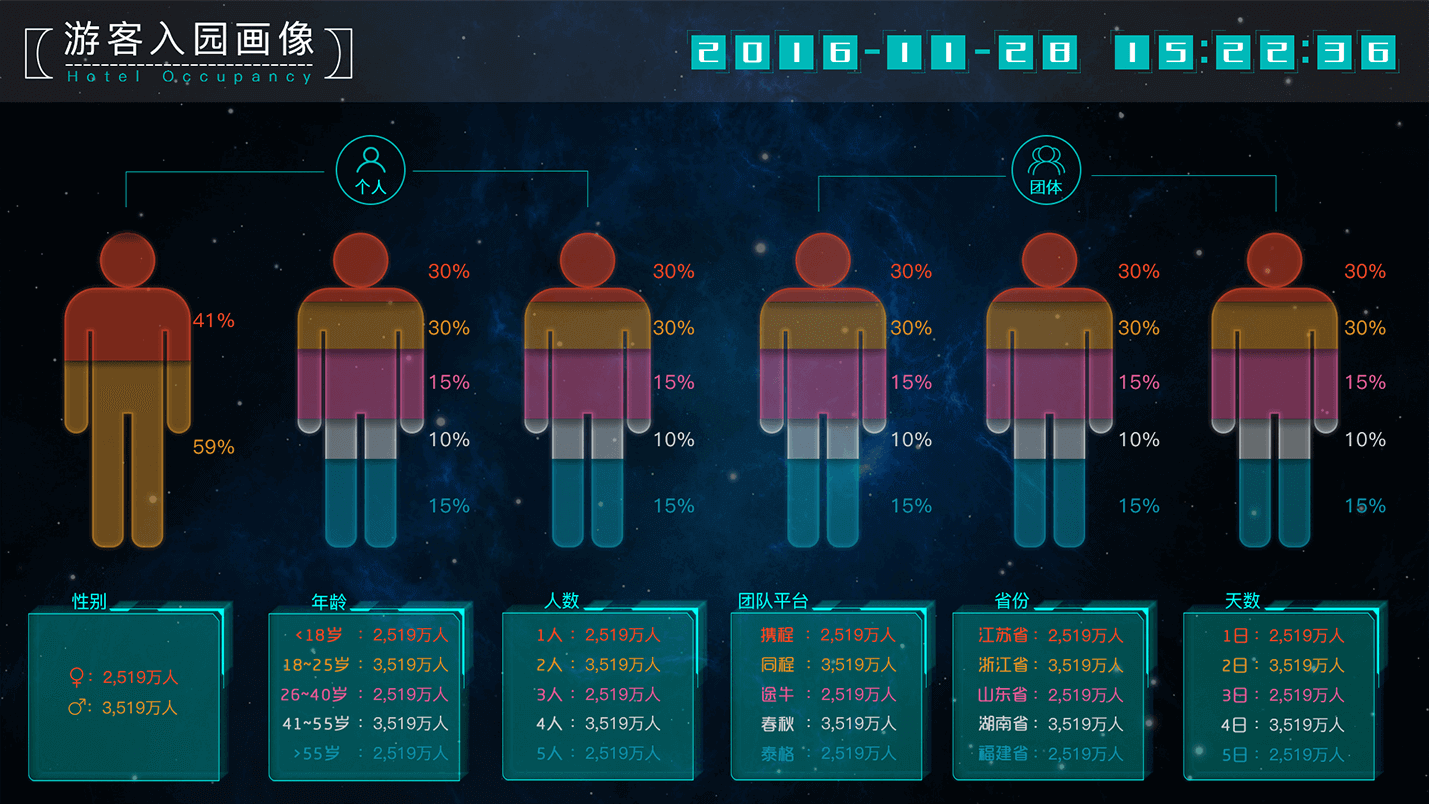 游客入园画像
Hotel Occupancy
2016-11-28 15:22:36
个人
团体
41%
59%
30%
30%
15%
10%
15%
30%
30%
15%
10%
15%
30%
30%
15%
10%
15%
30%
30%
15%
10%
15%
30%
30%
15%
10%
15%
性别
♀: 2,519万人
♂: 3,519万人
年龄
<18岁 : 2,519万人
18~25岁 : 3,519万人
26~40岁 : 2,519万人
41~55岁 : 3,519万人
>55岁 : 2,519万人
人数
1人 : 2,519万人
2人 : 3,519万人
3人 : 2,519万人
4人 : 3,519万人
5人 : 2,519万人
团队平台
携程 : 2,519万人
同程 : 3,519万人
途牛 : 2,519万人
春秋 : 3,519万人
泰格 : 2,519万人
省份
江苏省: 2,519万人
浙江省: 3,519万人
山东省: 2,519万人
湖南省: 3,519万人
福建省: 2,519万人
天数
1日: 2,519万人
2日: 3,519万人
3日: 2,519万人
4日: 3,519万人
5日: 2,519万人